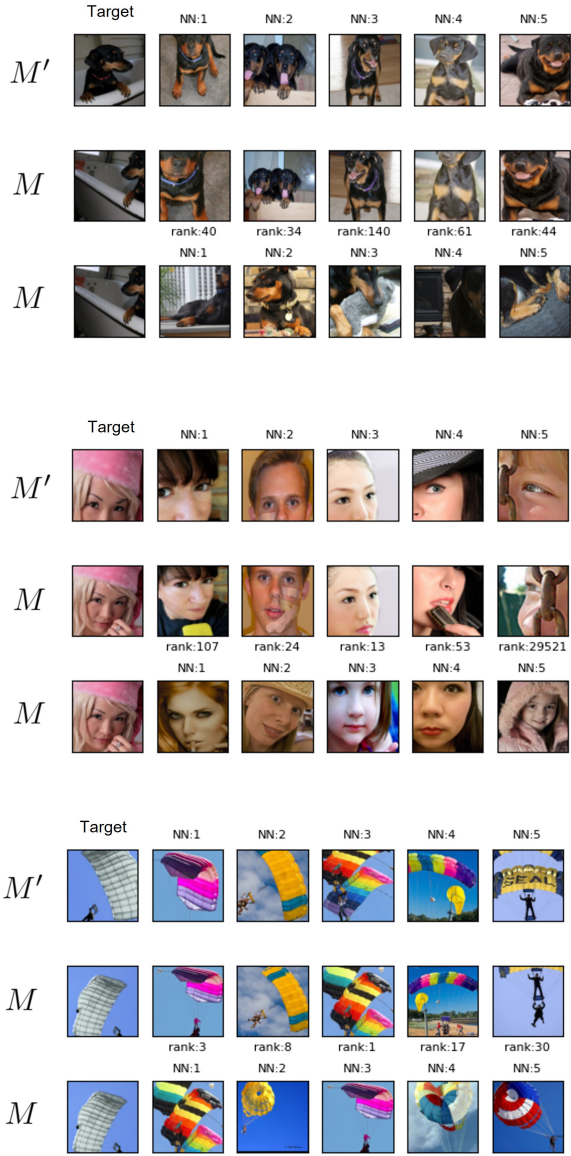 Target NN:1 NN:2 NN:3 NN:4 NN:5
M′
M
rank:40 rank:34 rank:140 rank:61 rank:44
NN:1 NN:2 NN:3 NN:4 NN:5
M
Target NN:1 NN:2 NN:3 NN:4 NN:5
M′
M
rank:107 rank:24 rank:13 rank:53 rank:29521
NN:1 NN:2 NN:3 NN:4 NN:5
M
Target NN:1 NN:2 NN:3 NN:4 NN:5
M′
M
rank:3 rank:8 rank:1 rank:17 rank:30
NN:1 NN:2 NN:3 NN:4 NN:5
M